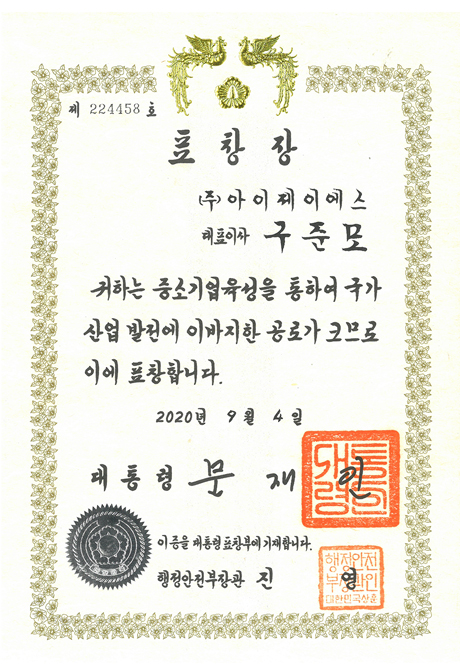 제 224458 호
표창장
(주)아이제이에스
대표이사 구준모
귀하는 중소기업육성을 통하여 국가
산업 발전에 이바지한 공로가 크므로
이에 표창합니다.
2020년 9월 4일
대통령 문재인
대통령인
이 증을 대통령표창부에 기재합니다.
행정안전부장관 진 영
행정안전
부장관인